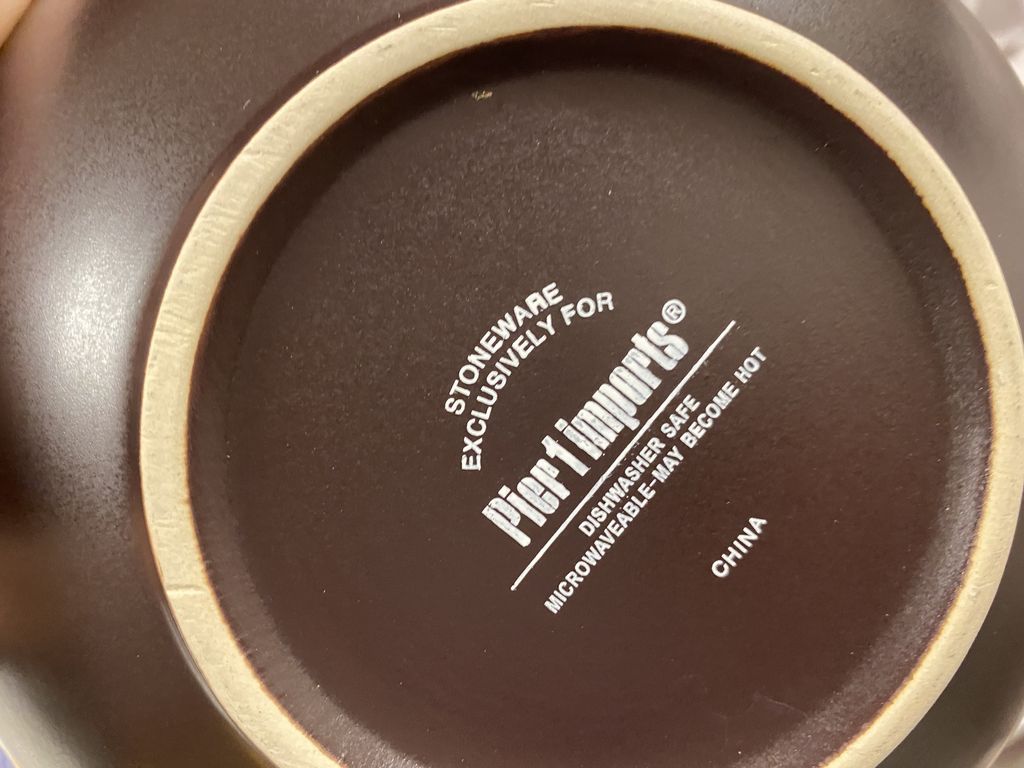 STONEWARE
EXCLUSIVELY FOR
Pier 1 imports®
DISHWASHER SAFE
MICROWAVEABLE-MAY BECOME HOT
CHINA